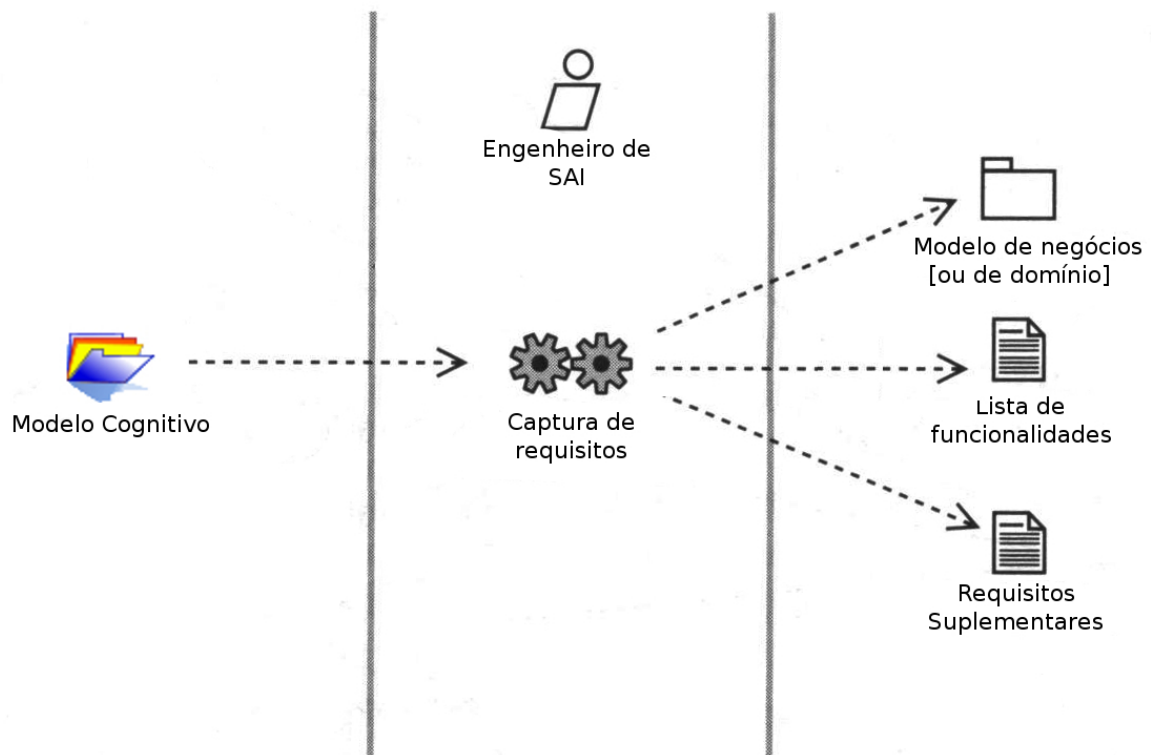 Engenheiro de
SAI
Modelo de negócios
[ou de domínio]
Modelo Cognitivo
Captura de
requisitos
Lista de
funcionalidades
Requisitos
Suplementares